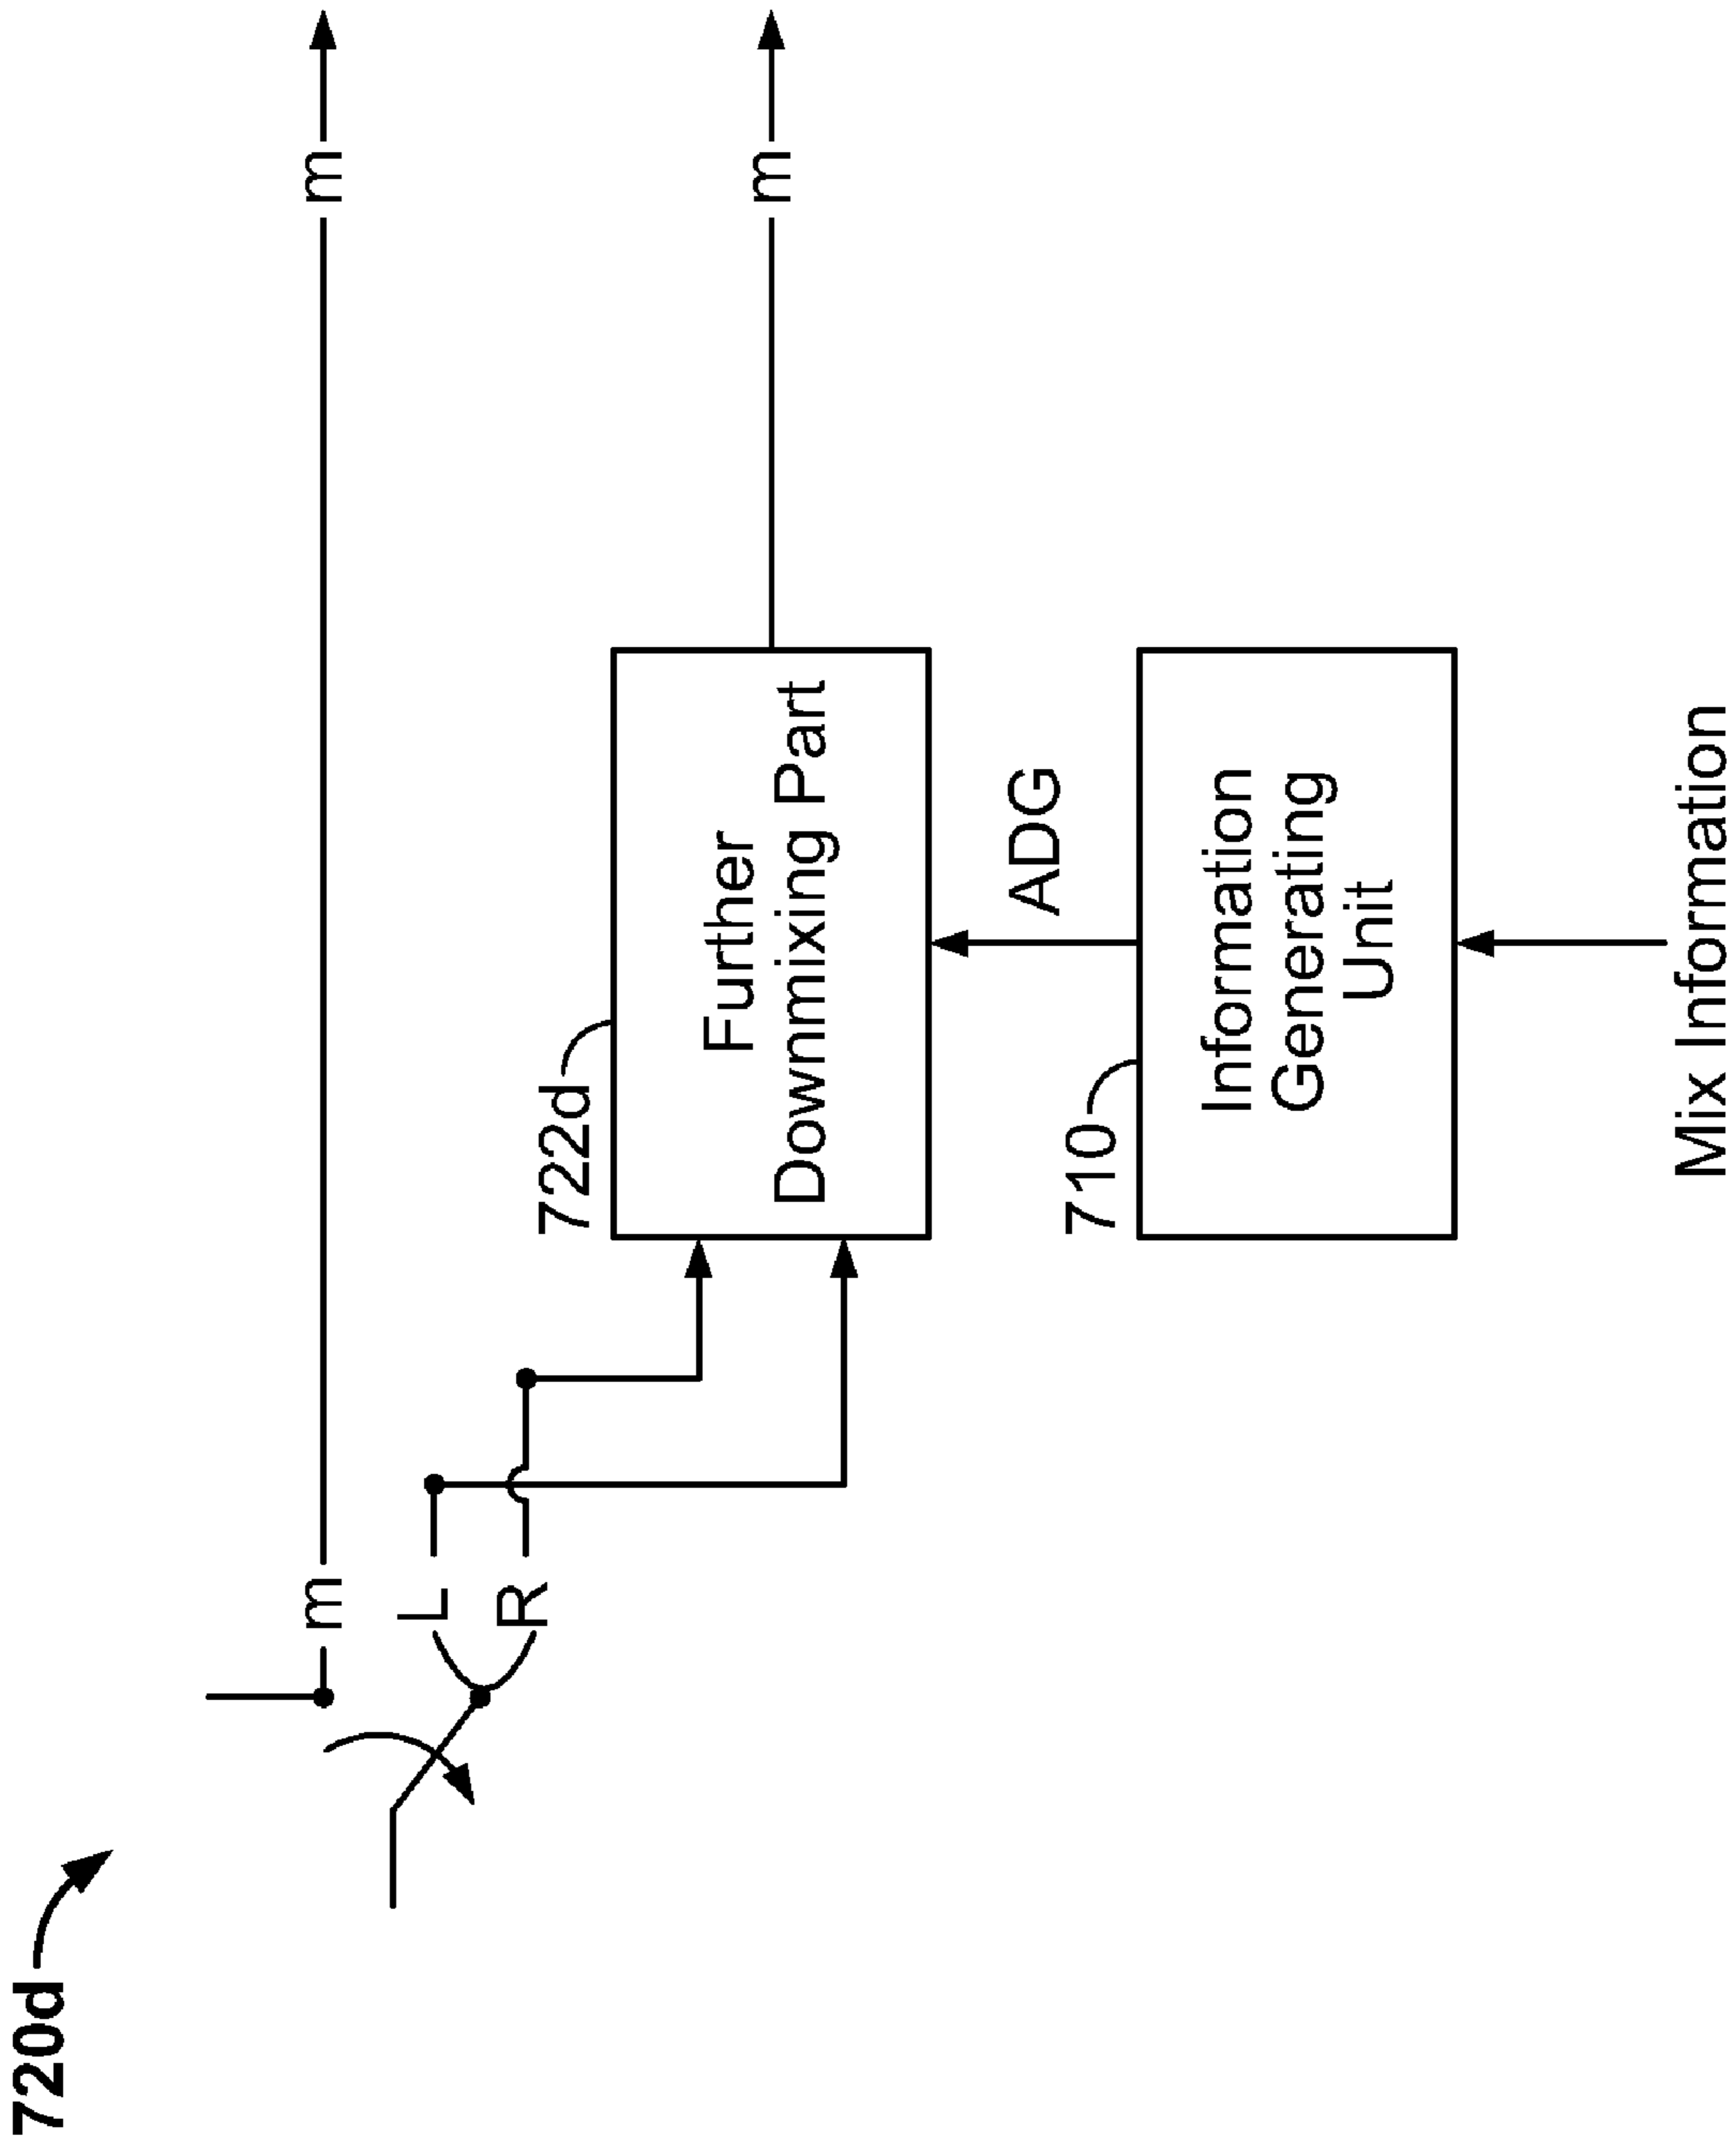 720d
m
m
L
R
722d
Further
Downmixing Part
m
ADG
710
Information
Generating
Unit
Mix Information